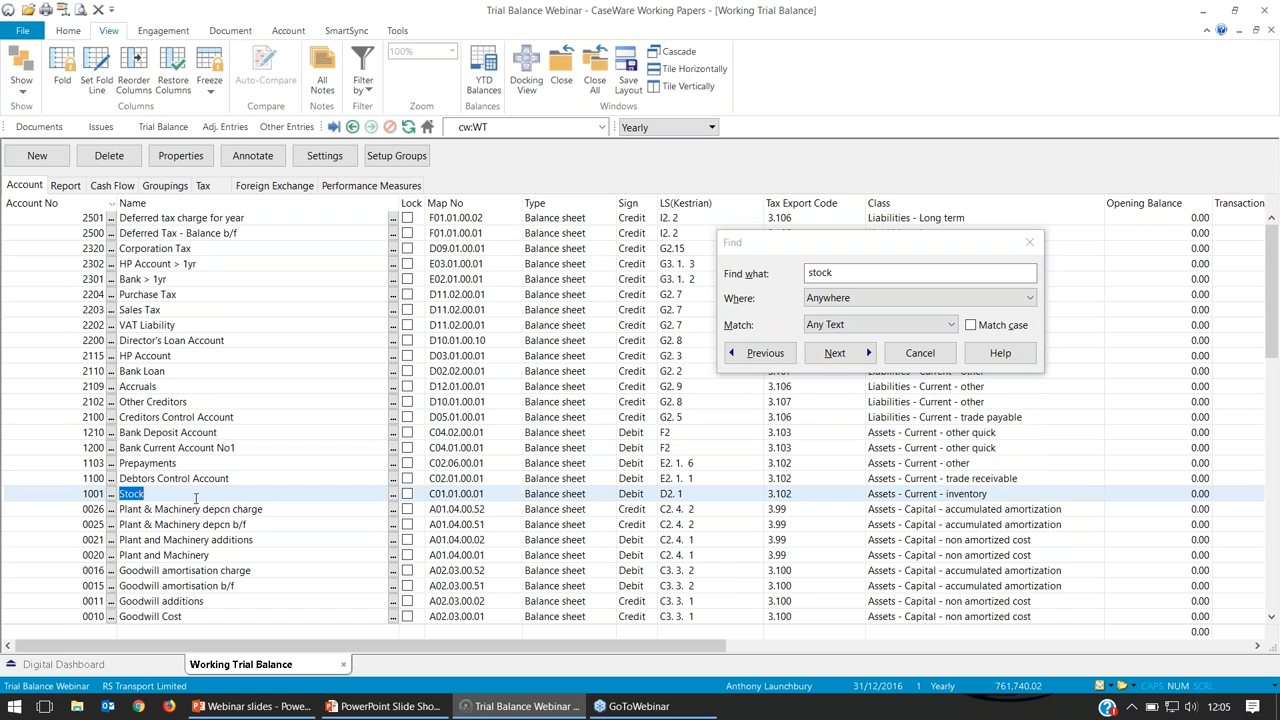 Trial Balance Webinar - CaseWare Working Papers - [Working Trial Balance]
File Home View Engagement Document Account SmartSync Tools
Show Fold Set Fold Line Reorder Columns Restore Columns Freeze Auto-Compare All Notes Filter by 100% YTD Balances Docking View Close Close All Save Layout Cascade Tile Horizontally Tile Vertically
Show Columns Compare Notes Filter Zoom Balances Windows
Documents Issues Trial Balance Adj. Entries Other Entries cw:WT Yearly
New Delete Properties Annotate Settings Setup Groups
Account Report Cash Flow Groupings Tax Foreign Exchange Performance Measures
Account No Name Lock Map No Type Sign LS(Kestrian) Tax Export Code Class Opening Balance Transaction
2501 ... Deferred tax charge for year ... F01.01.00.02 Balance sheet Credit I2. 2 3.106 Liabilities - Long term 0.00
2500 ... Deferred Tax - Balance b/f ... F01.01.00.01 Balance sheet Credit I2. 2 0.00
2320 ... Corporation Tax ... D09.01.00.01 Balance sheet Credit G2.15 0.00
2302 ... HP Account > 1yr ... E03.01.00.01 Balance sheet Credit G3. 1. 3 0.00
2301 ... Bank > 1yr ... E02.01.00.01 Balance sheet Credit G3. 1. 2 0.00
2204 ... Purchase Tax ... D11.02.00.01 Balance sheet Credit G2. 7 0.00
2203 ... Sales Tax ... D11.02.00.01 Balance sheet Credit G2. 7 0.00
2202 ... VAT Liability ... D11.02.00.01 Balance sheet Credit G2. 7 0.00
2200 ... Director's Loan Account ... D10.01.00.10 Balance sheet Credit G2. 8 0.00
2115 ... HP Account ... D03.01.00.01 Balance sheet Credit G2. 3 0.00
2110 ... Bank Loan ... D02.02.00.01 Balance sheet Credit G2. 2 0.00
2109 ... Accruals ... D12.01.00.01 Balance sheet Credit G2. 9 3.106 Liabilities - Current - other 0.00
2102 ... Other Creditors ... D10.01.00.01 Balance sheet Credit G2. 8 3.107 Liabilities - Current - other 0.00
2100 ... Creditors Control Account ... D05.01.00.01 Balance sheet Credit G2. 5 3.106 Liabilities - Current - trade payable 0.00
1210 ... Bank Deposit Account ... C04.02.00.01 Balance sheet Debit F2 3.103 Assets - Current - other quick 0.00
1200 ... Bank Current Account No1 ... C04.01.00.01 Balance sheet Debit F2 3.103 Assets - Current - other quick 0.00
1103 ... Prepayments ... C02.06.00.01 Balance sheet Debit E2. 1. 6 3.102 Assets - Current - other 0.00
1100 ... Debtors Control Account ... C02.01.00.01 Balance sheet Debit E2. 1. 1 3.102 Assets - Current - trade receivable 0.00
1001 ... Stock ... C01.01.00.01 Balance sheet Debit D2. 1 3.102 Assets - Current - inventory 0.00
0026 ... Plant & Machinery depcn charge ... A01.04.00.52 Balance sheet Credit C2. 4. 2 3.99 Assets - Capital - accumulated amortization 0.00
0025 ... Plant & Machinery depcn b/f ... A01.04.00.51 Balance sheet Credit C2. 4. 2 3.99 Assets - Capital - accumulated amortization 0.00
0021 ... Plant and Machinery additions ... A01.04.00.02 Balance sheet Debit C2. 4. 1 3.99 Assets - Capital - non amortized cost 0.00
0020 ... Plant and Machinery ... A01.04.00.01 Balance sheet Debit C2. 4. 1 3.99 Assets - Capital - non amortized cost 0.00
0016 ... Goodwill amortisation charge ... A02.03.00.52 Balance sheet Credit C3. 3. 2 3.100 Assets - Capital - accumulated amortization 0.00
0015 ... Goodwill amortisation b/f ... A02.03.00.51 Balance sheet Credit C3. 3. 2 3.100 Assets - Capital - accumulated amortization 0.00
0011 ... Goodwill additions ... A02.03.00.02 Balance sheet Credit C3. 3. 1 3.100 Assets - Capital - non amortized cost 0.00
0010 ... Goodwill Cost ... A02.03.00.01 Balance sheet Credit C3. 3. 1 3.100 Assets - Capital - non amortized cost 0.00
0.00
Find
Find what: stock
Where: Anywhere
Match: Any Text Match case
Previous Next Cancel Help
Digital Dashboard Working Trial Balance
Trial Balance Webinar RS Transport Limited Anthony Launchbury 31/12/2016 1 Yearly 761,740.02 CAPS NUM SCRL
Webinar slides - Powe... PowerPoint Slide Sho... Trial Balance Webinar ... GoToWebinar 12:05